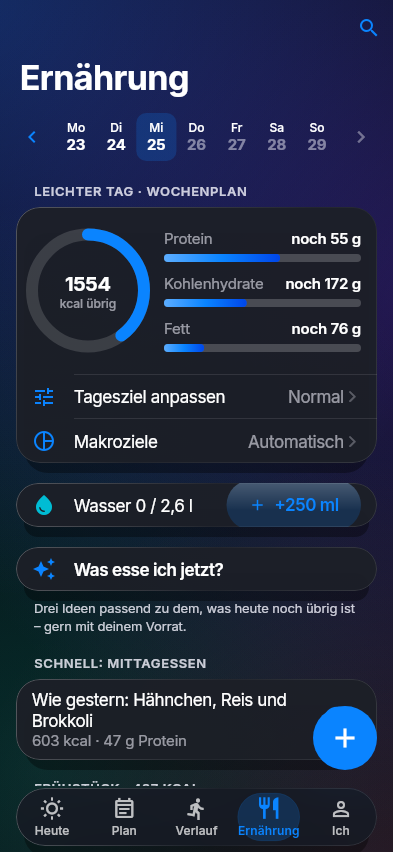 Ernährung
Mo Di Mi Do Fr Sa So
23 24 25 26 27 28 29
LEICHTER TAG · WOCHENPLAN
1554
kcal übrig
Protein noch 55 g
Kohlenhydrate noch 172 g
Fett noch 76 g
Tagesziel anpassen Normal
Makroziele Automatisch
Wasser 0 / 2,6 l + +250 ml
Was esse ich jetzt?
Drei Ideen passend zu dem, was heute noch übrig ist
– gern mit deinem Vorrat.
SCHNELL: MITTAGESSEN
Wie gestern: Hähnchen, Reis und
Brokkoli
603 kcal · 47 g Protein
Heute Plan Verlauf Ernährung Ich